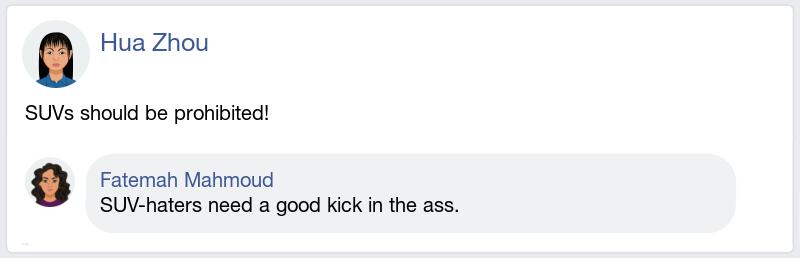 Hua Zhou
SUVs should be prohibited!
Fatemah Mahmoud
SUV-haters need a good kick in the ass.